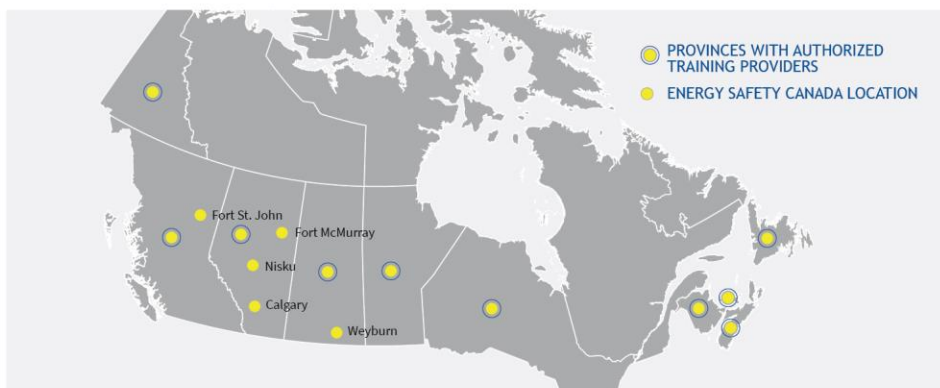 PROVINCES WITH AUTHORIZED
TRAINING PROVIDERS
ENERGY SAFETY CANADA LOCATION
Fort St. John
Fort McMurray
Nisku
Calgary
Weyburn